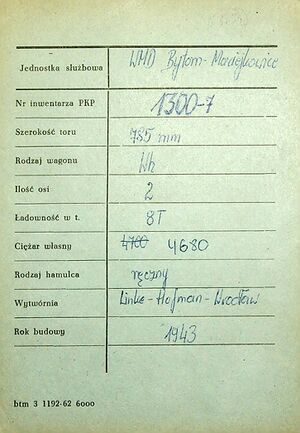 Jednostka służbowa WMD Bytom-Maciejkowice
Nr inwentarza PKP 1300-7
Szerokość toru 785 mm
Rodzaj wagonu Wh
Ilość osi 2
Ładowność w t. 8T
Ciężar własny 4700 4680
Rodzaj hamulca ręczny
Wytwórnia Linke-Hofman-Wrocław
Rok budowy 1943
btm 3 1192-62 6000